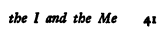 the I and the Me 41